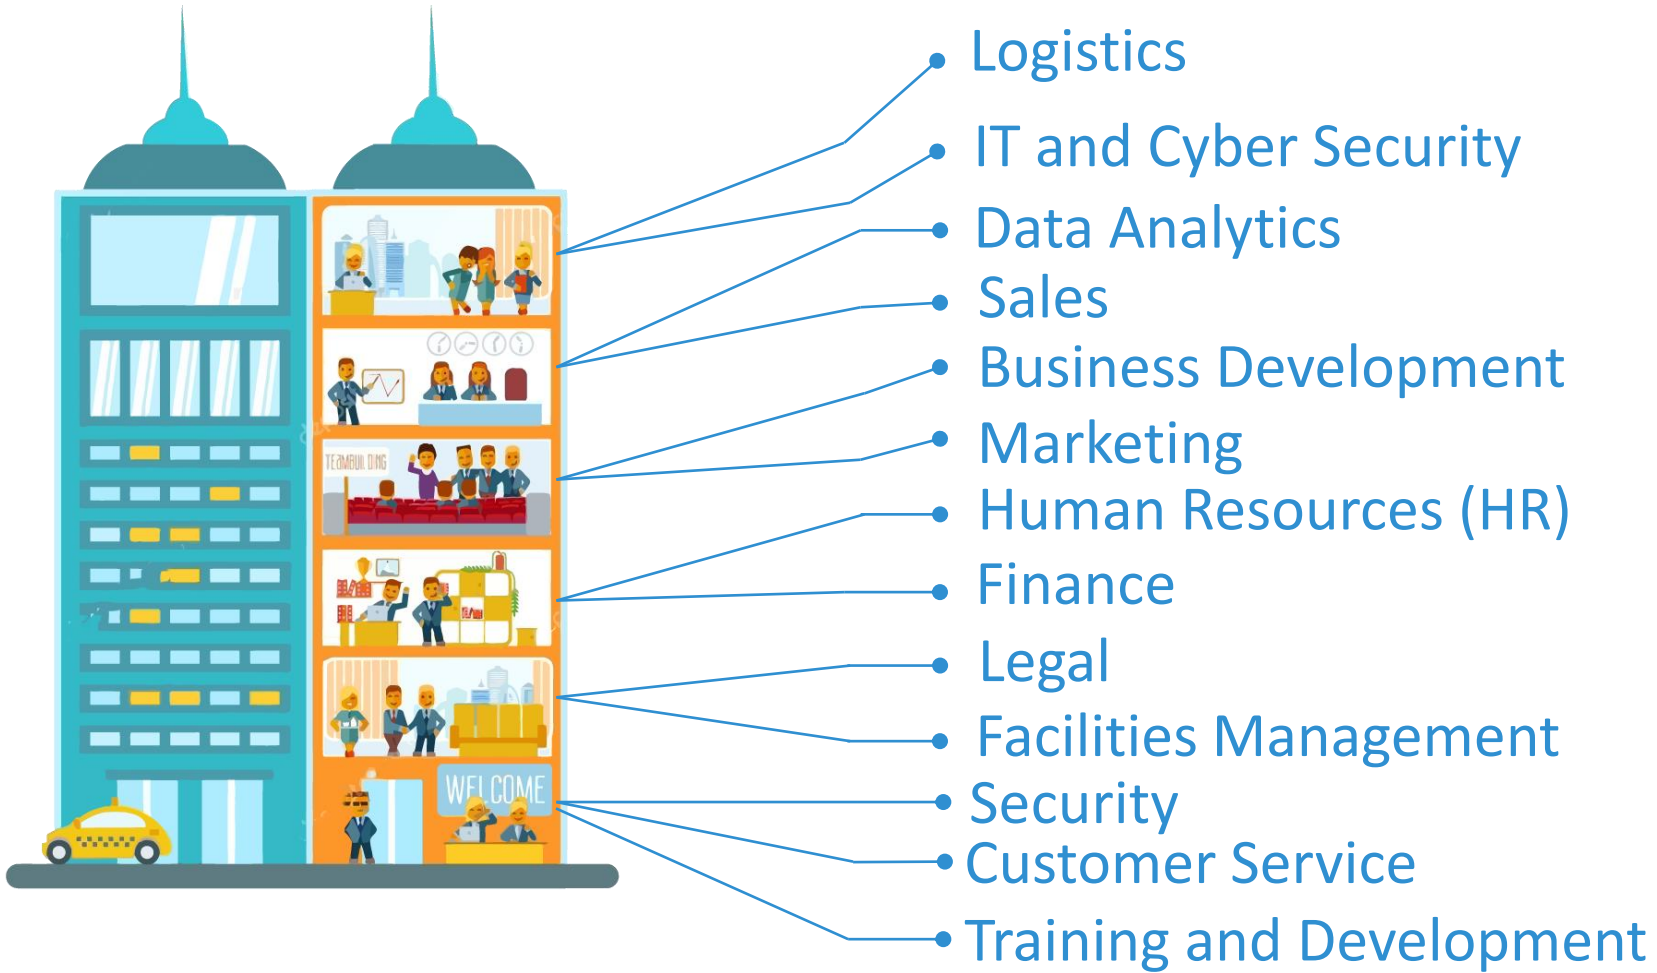 Logistics
IT and Cyber Security
Data Analytics
Sales
Business Development
Marketing
TEAMBUILDING
Human Resources (HR)
Finance
Legal
Facilities Management
WELCOME
Security
Customer Service
Training and Development